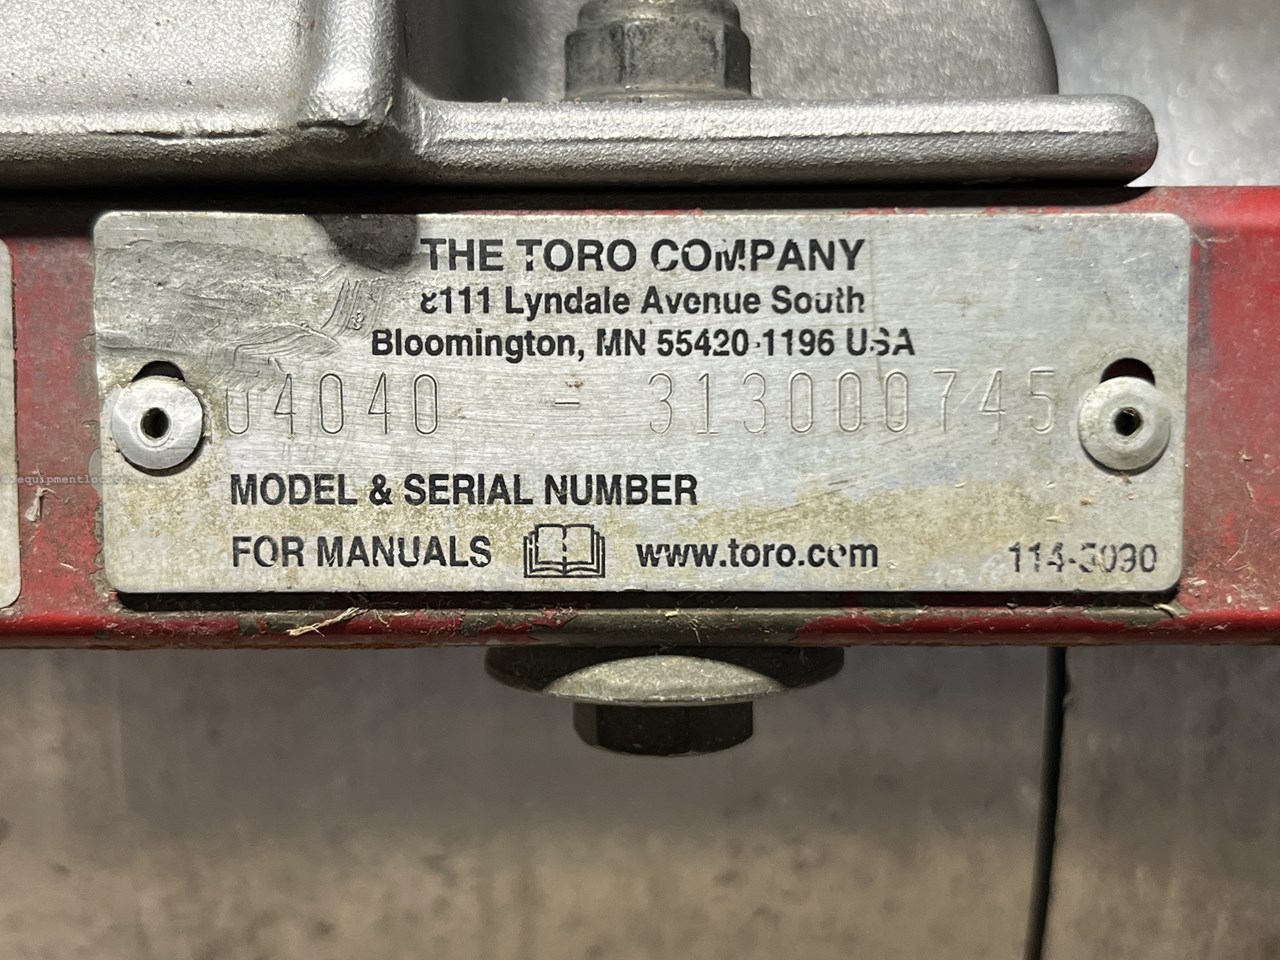 THE TORO COMPANY
8111 Lyndale Avenue South
Bloomington, MN 55420-1196 USA
04040 - 313000745
MODEL & SERIAL NUMBER
FOR MANUALS www.toro.com